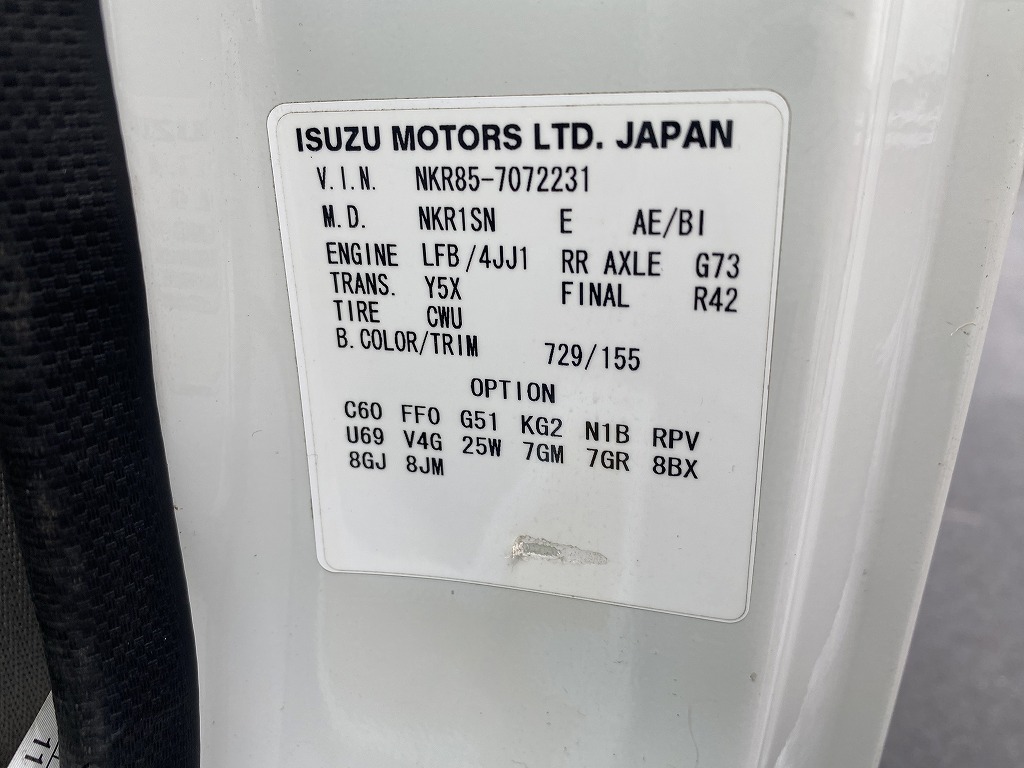 ISUZU MOTORS LTD. JAPAN
V.I.N. NKR85-7072231
M.D. NKR1SN E AE/BI
ENGINE LFB/4JJ1 RR AXLE G73
TRANS. Y5X FINAL R42
TIRE CWU
B.COLOR/TRIM 729/155
OPTION
C60 FF0 G51 KG2 N1B RPV
U69 V4G 25W 7GM 7GR 8BX
8GJ 8JM
11